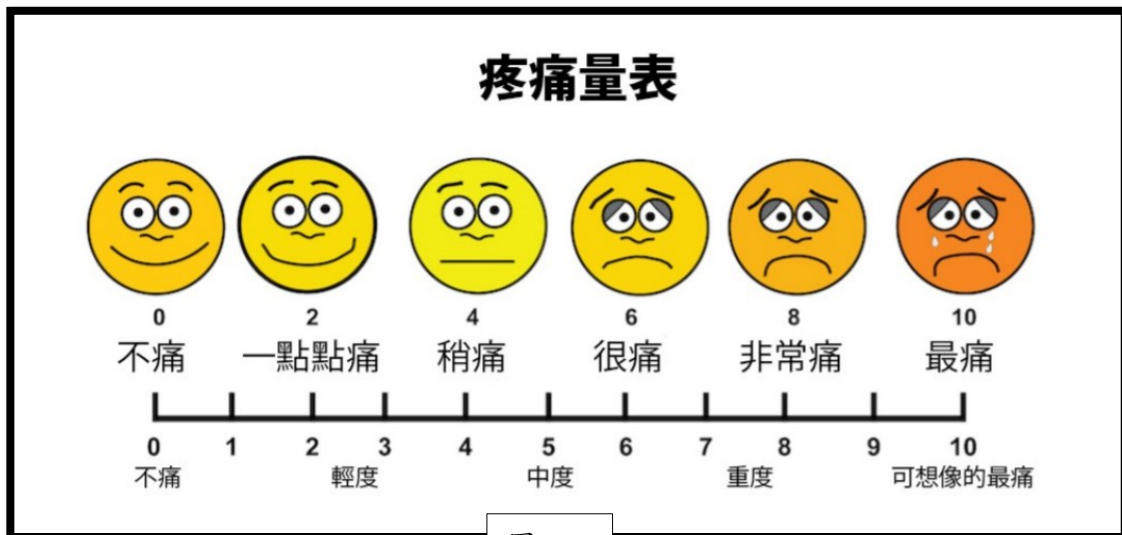 疼痛量表
0 2 4 6 8 10
不痛 一點點痛 稍痛 很痛 非常痛 最痛
0 1 2 3 4 5 6 7 8 9 10
不痛 輕度 中度 重度 可想像的最痛